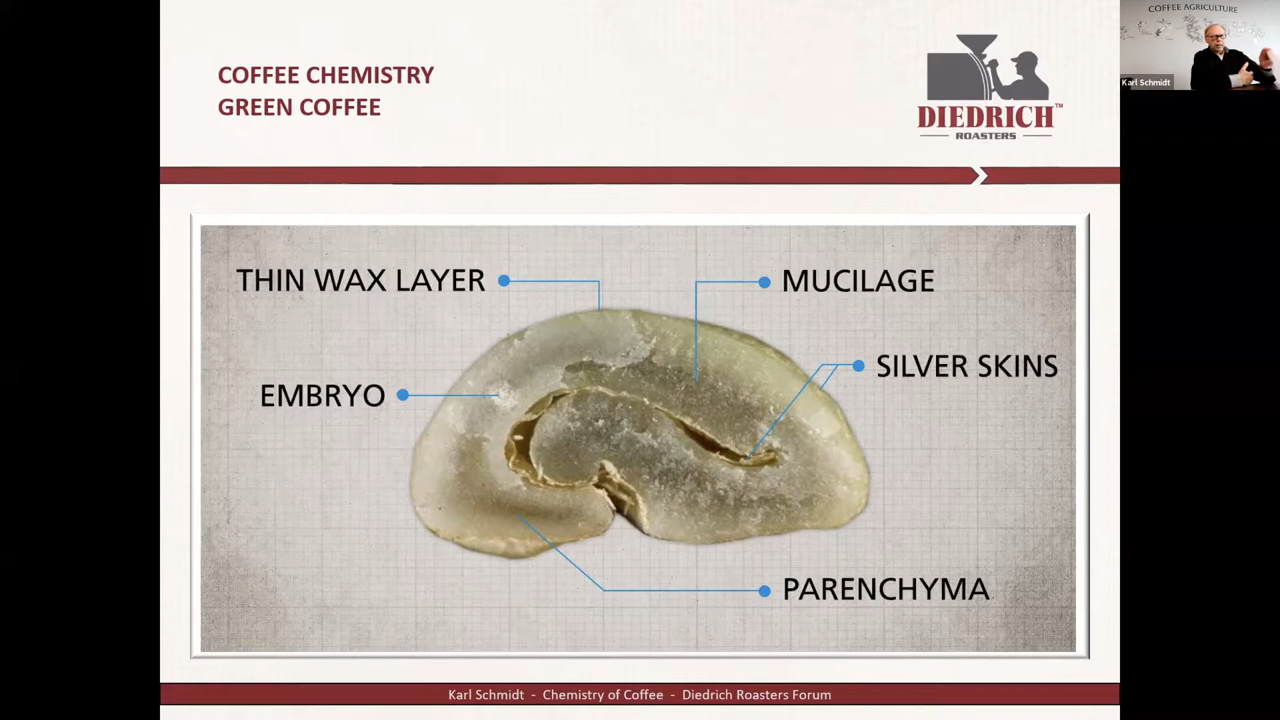 COFFEE CHEMISTRY
GREEN COFFEE
DIEDRICH™
ROASTERS
COFFEE AGRICULTURE
Karl Schmidt
THIN WAX LAYER
MUCILAGE
SILVER SKINS
EMBRYO
PARENCHYMA
Karl Schmidt - Chemistry of Coffee - Diedrich Roasters Forum